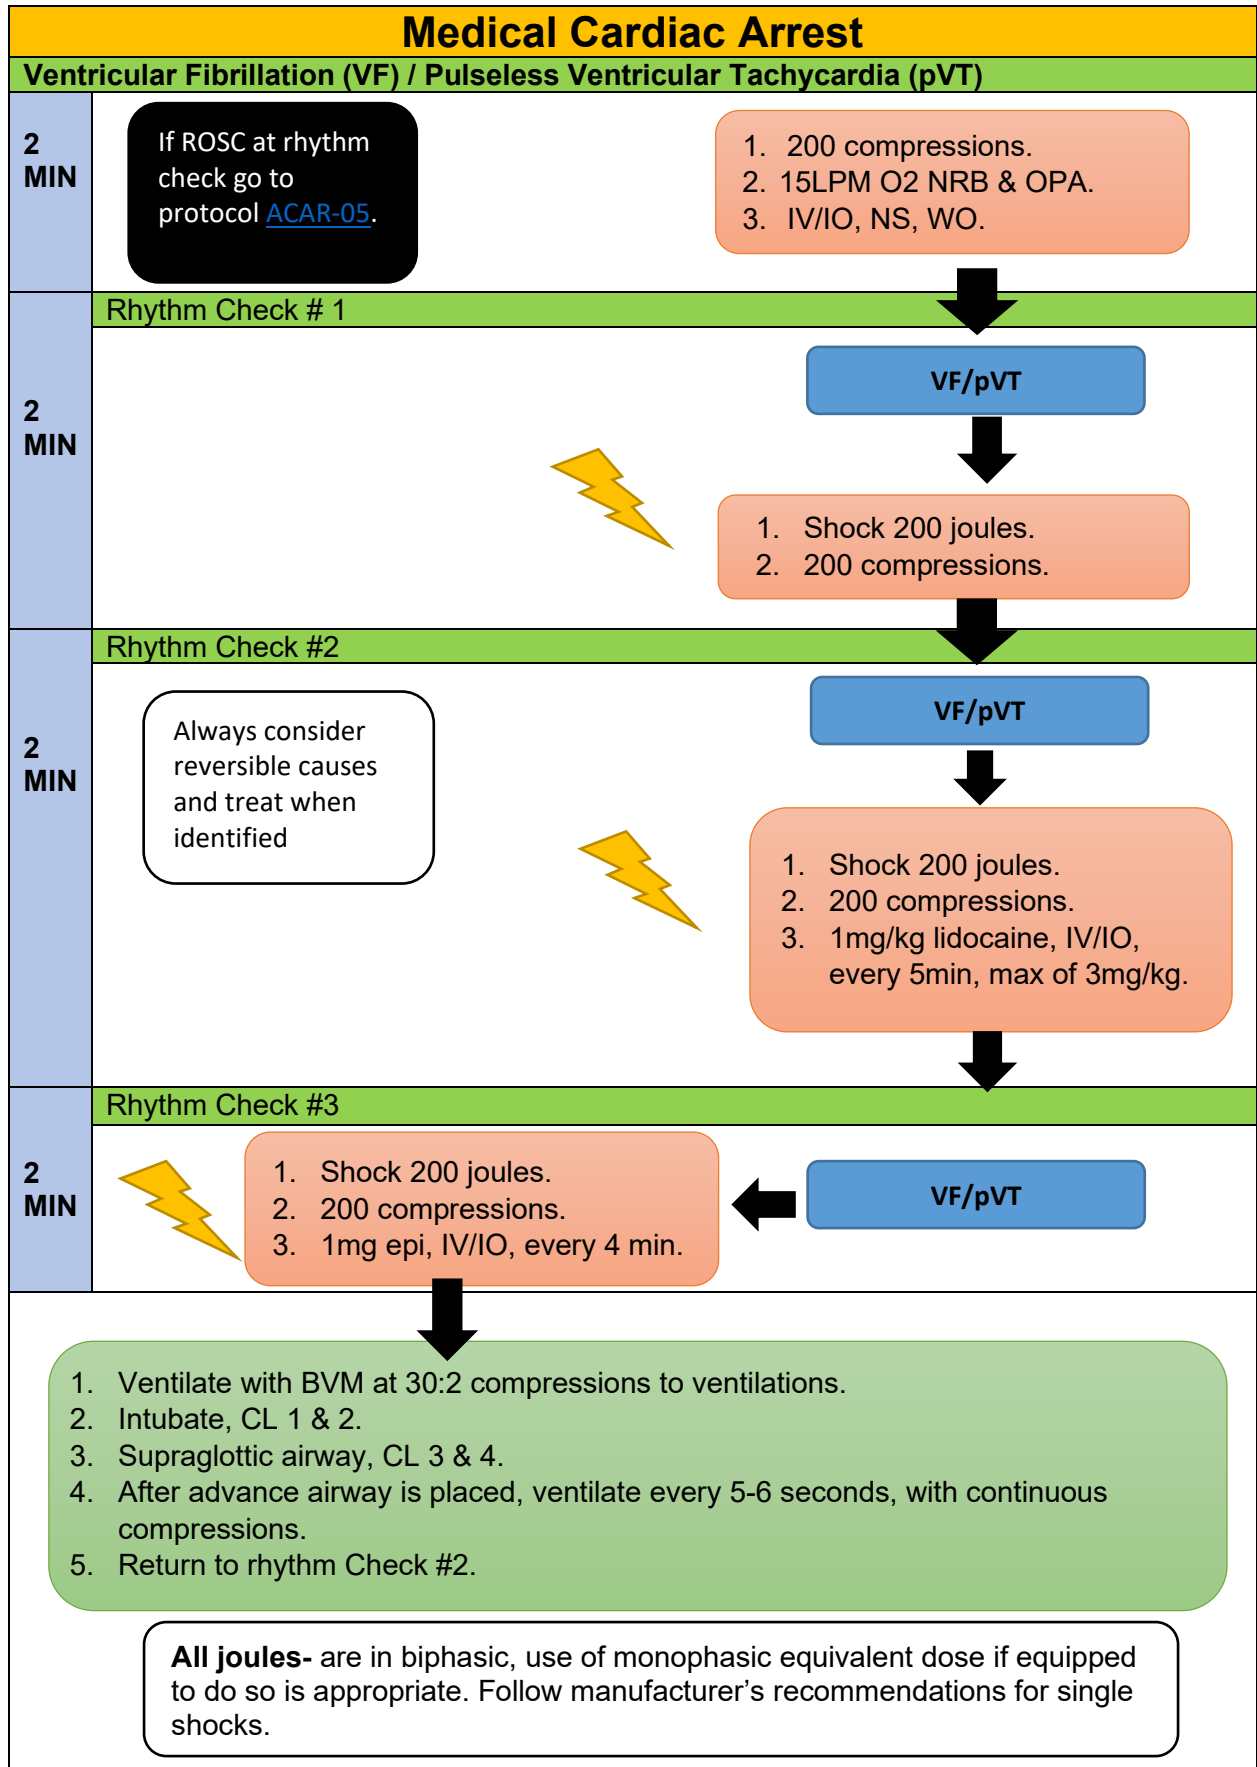 Medical Cardiac Arrest
Ventricular Fibrillation (VF) / Pulseless Ventricular Tachycardia (pVT)
2
MIN
If ROSC at rhythm
check go to
protocol ACAR-05.
1. 200 compressions.
2. 15LPM O2 NRB & OPA.
3. IV/IO, NS, WO.
Rhythm Check # 1
2
MIN
VF/pVT
1. Shock 200 joules.
2. 200 compressions.
Rhythm Check #2
2
MIN
Always consider
reversible causes
and treat when
identified
VF/pVT
1. Shock 200 joules.
2. 200 compressions.
3. 1mg/kg lidocaine, IV/IO,
every 5min, max of 3mg/kg.
Rhythm Check #3
2
MIN
1. Shock 200 joules.
2. 200 compressions.
3. 1mg epi, IV/IO, every 4 min.
VF/pVT
1. Ventilate with BVM at 30:2 compressions to ventilations.
2. Intubate, CL 1 & 2.
3. Supraglottic airway, CL 3 & 4.
4. After advance airway is placed, ventilate every 5-6 seconds, with continuous
compressions.
5. Return to rhythm Check #2.
All joules- are in biphasic, use of monophasic equivalent dose if equipped
to do so is appropriate. Follow manufacturer’s recommendations for single
shocks.